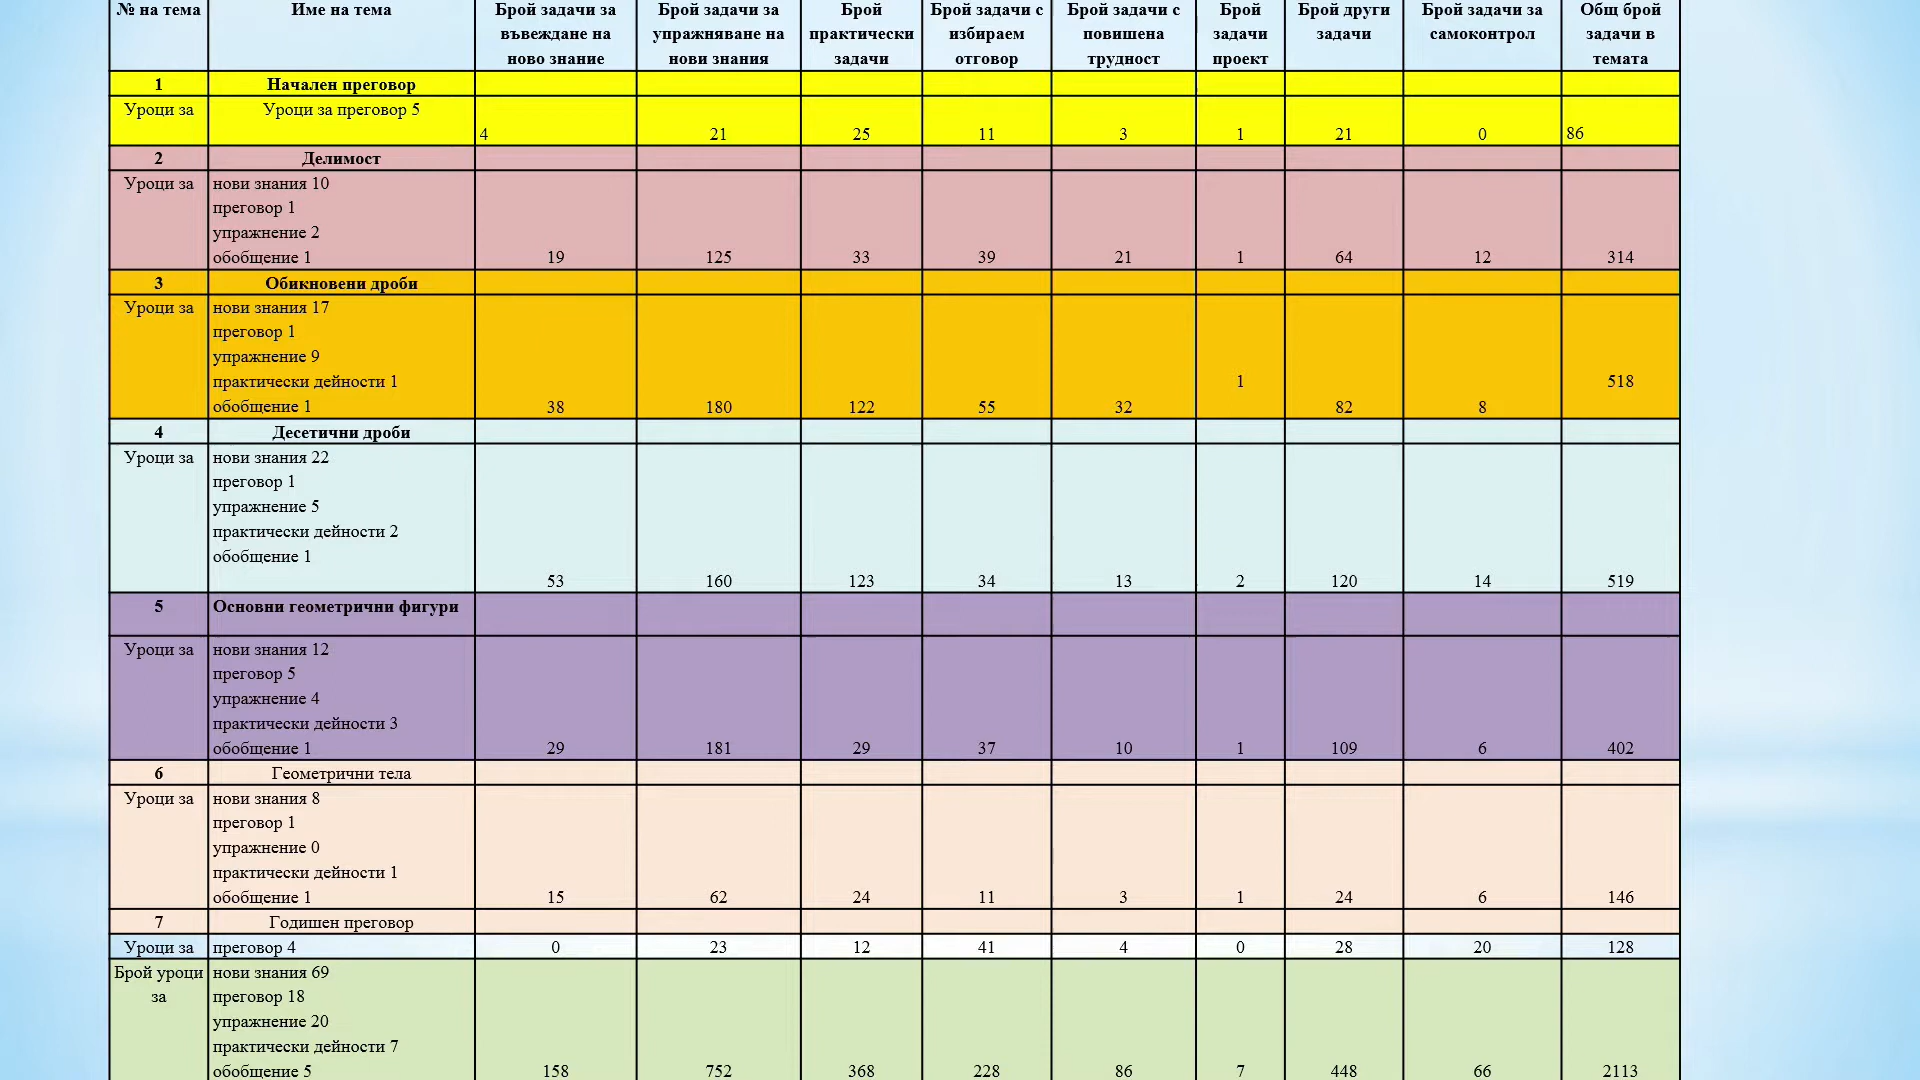 № на тема | Име на тема | Брой задачи за въвеждане на ново знание | Брой задачи за упражняване на нови знания | Брой практически задачи | Брой задачи с избираем отговор | Брой задачи с повишена трудност | Брой задачи проект | Брой други задачи | Брой задачи за самоконтрол | Общ брой задачи в темата
1 | Начален преговор
Уроци за | Уроци за преговор 5
4 | 21 | 25 | 11 | 3 | 1 | 21 | 0 | 86
2 | Делимост
Уроци за | нови знания 10
преговор 1
упражнение 2
обобщение 1 | 19 | 125 | 33 | 39 | 21 | 1 | 64 | 12 | 314
3 | Обикновени дроби
Уроци за | нови знания 17
преговор 1
упражнение 9
практически дейности 1 | 1 | 518
обобщение 1 | 38 | 180 | 122 | 55 | 32 | 82 | 8
4 | Десетични дроби
Уроци за | нови знания 22
преговор 1
упражнение 5
практически дейности 2
обобщение 1
53 | 160 | 123 | 34 | 13 | 2 | 120 | 14 | 519
5 | Основни геометрични фигури
Уроци за | нови знания 12
преговор 5
упражнение 4
практически дейности 3
обобщение 1 | 29 | 181 | 29 | 37 | 10 | 1 | 109 | 6 | 402
6 | Геометрични тела
Уроци за | нови знания 8
преговор 1
упражнение 0
практически дейности 1
обобщение 1 | 15 | 62 | 24 | 11 | 3 | 1 | 24 | 6 | 146
7 | Годишен преговор
Уроци за | преговор 4 | 0 | 23 | 12 | 41 | 4 | 0 | 28 | 20 | 128
Брой уроци за | нови знания 69
преговор 18
упражнение 20
практически дейности 7
обобщение 5 | 158 | 752 | 368 | 228 | 86 | 7 | 448 | 66 | 2113